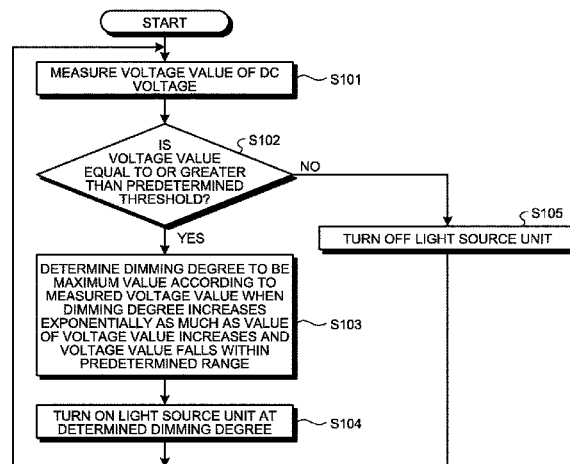 START
MEASURE VOLTAGE VALUE OF DC
VOLTAGE
S101
IS
VOLTAGE VALUE
EQUAL TO OR GREATER
THAN PREDETERMINED
THRESHOLD?
S102
NO
YES
S105
TURN OFF LIGHT SOURCE UNIT
DETERMINE DIMMING DEGREE TO BE
MAXIMUM VALUE ACCORDING TO
MEASURED VOLTAGE VALUE WHEN
DIMMING DEGREE INCREASES
EXPONENTIALLY AS MUCH AS VALUE
OF VOLTAGE VALUE INCREASES AND
VOLTAGE VALUE FALLS WITHIN
PREDETERMINED RANGE
S103
TURN ON LIGHT SOURCE UNIT AT
DETERMINED DIMMING DEGREE
S104